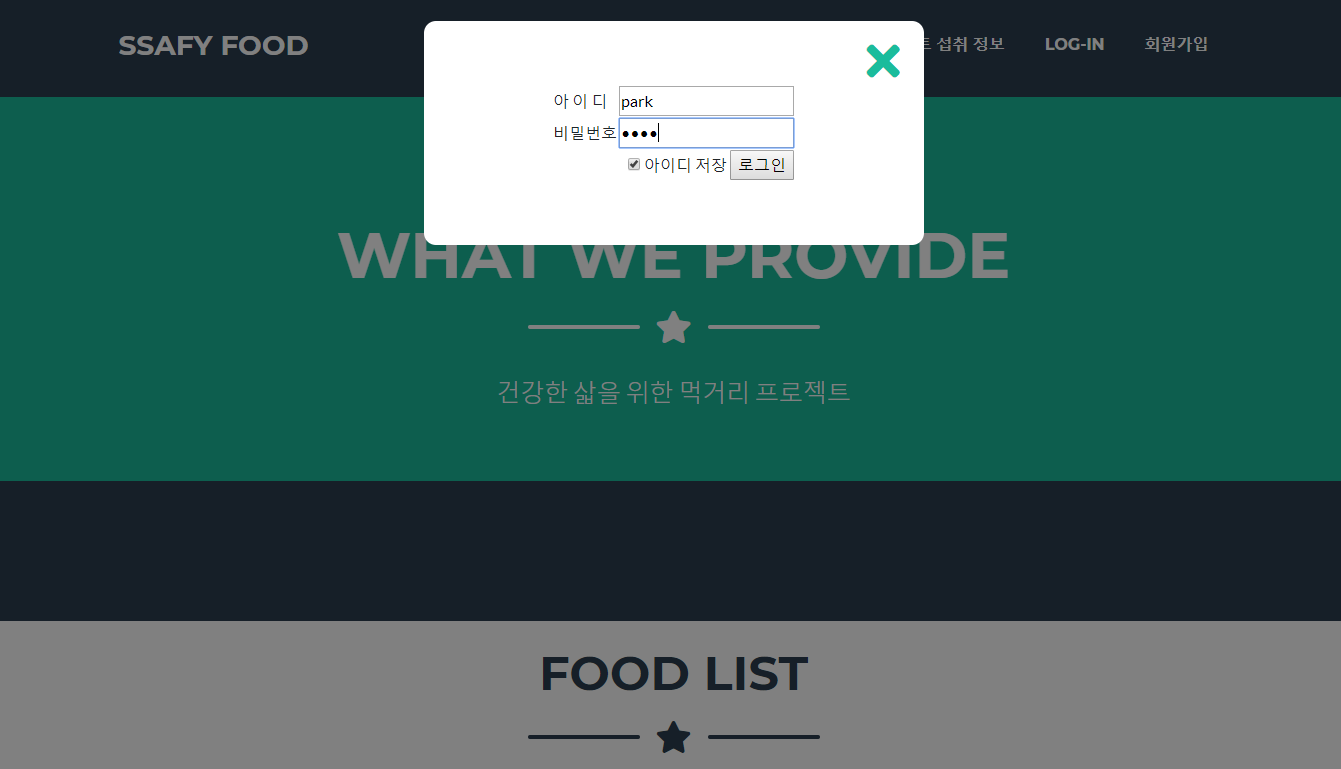 SSAFY FOOD
섭취 정보 LOG-IN 회원가입
아 이 디 park
비밀번호 ••••
아이디 저장 로그인
WHAT WE PROVIDE
건강한 삶을 위한 먹거리 프로젝트
FOOD LIST